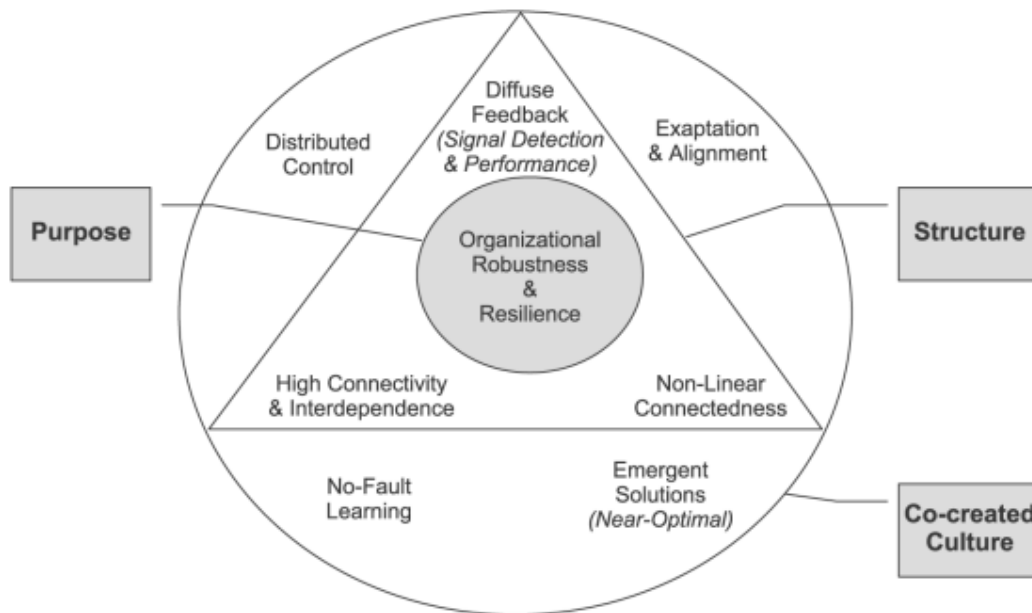 Diffuse
Feedback
(Signal Detection
& Performance)
Distributed
Control
Exaptation
& Alignment
Purpose
Structure
Organizational
Robustness
&
Resilience
High Connectivity
& Interdependence
Non-Linear
Connectedness
No-Fault
Learning
Emergent
Solutions
(Near-Optimal)
Co-created
Culture